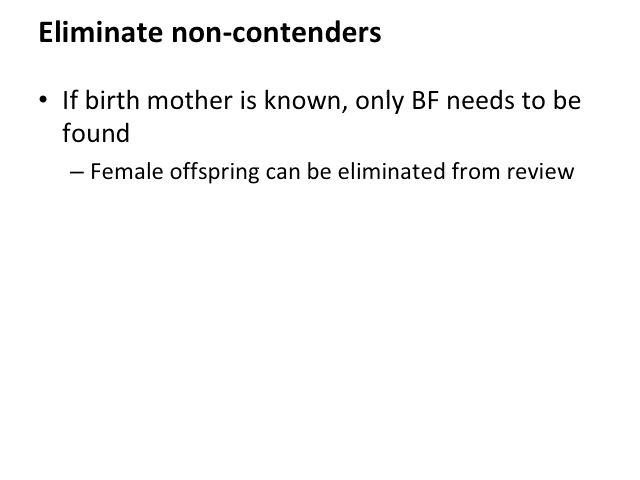 Eliminate non-contenders
• If birth mother is known, only BF needs to be
found
– Female offspring can be eliminated from review